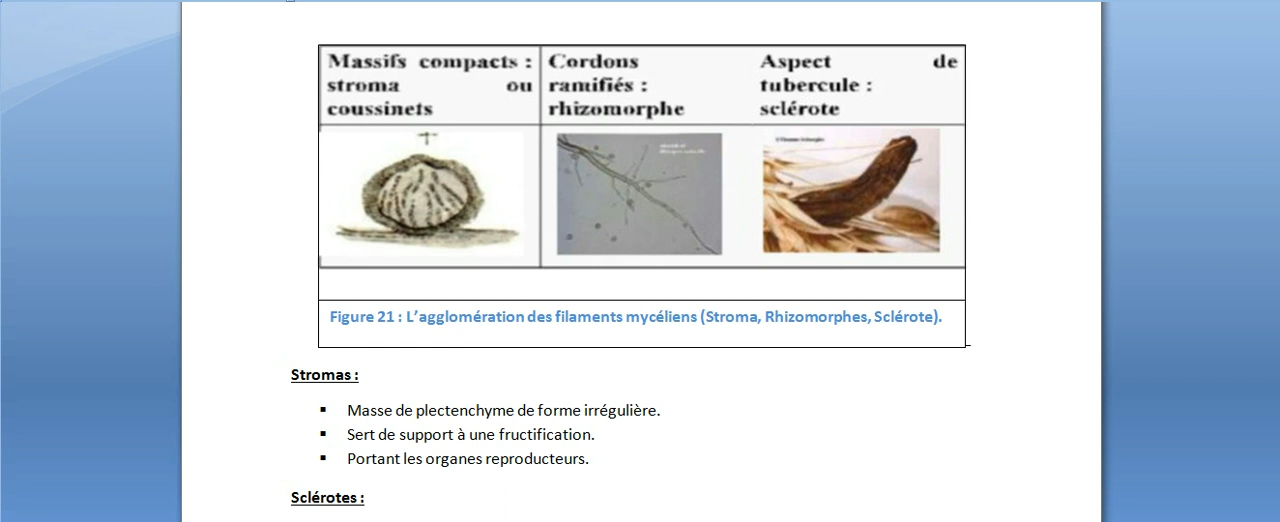 Massifs compacts :
stroma ou
coussinets
Cordons
ramifiés :
rhizomorphe
Aspect de
tubercule :
sclérote
Figure 21 : L’agglomération des filaments mycéliens (Stroma, Rhizomorphes, Sclérote).
Stromas :
▪ Masse de plectenchyme de forme irrégulière.
▪ Sert de support à une fructification.
▪ Portant les organes reproducteurs.
Sclérotes :